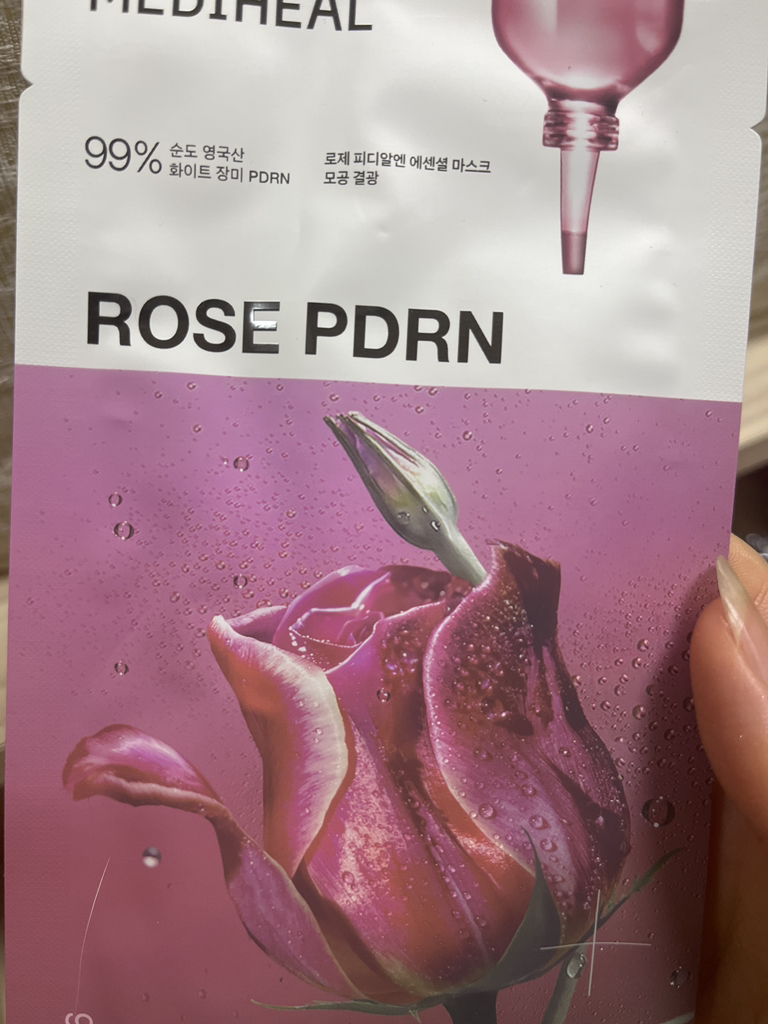 MEDIHEAL
99% 순도 영국산
화이트 장미 PDRN
로제 피디알엔 에센셜 마스크
모공 결광
ROSE PDRN